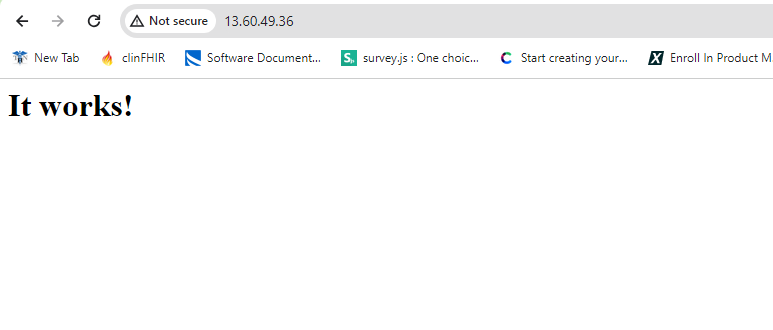 Not secure 13.60.49.36
New Tab clinFHIR Software Document... survey.js : One choic... Start creating your... Enroll In Product M
It works!